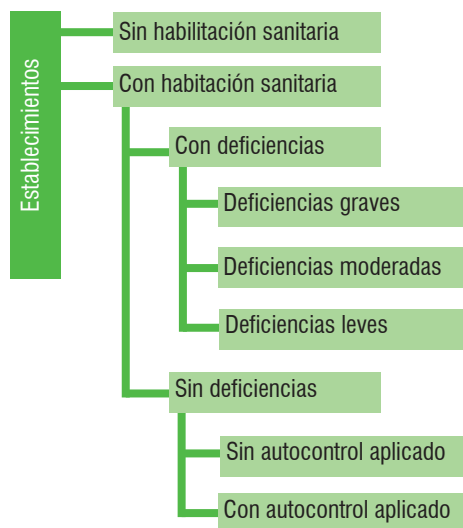 Establecimientos
Sin habilitación sanitaria
Con habitación sanitaria
Con deficiencias
Deficiencias graves
Deficiencias moderadas
Deficiencias leves
Sin deficiencias
Sin autocontrol aplicado
Con autocontrol aplicado